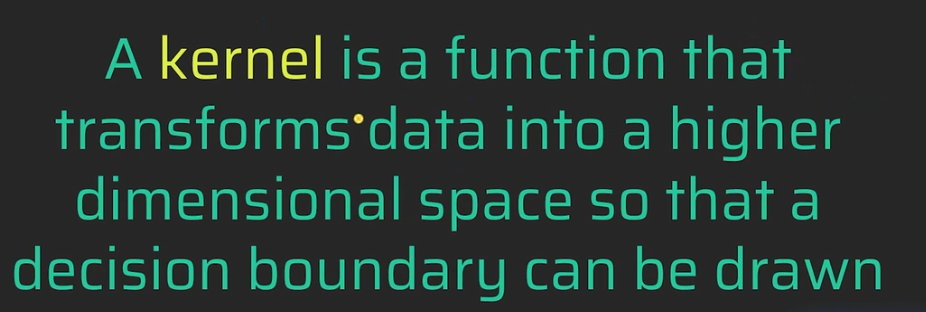 A kernel is a function that
transforms data into a higher
dimensional space so that a
decision boundary can be drawn